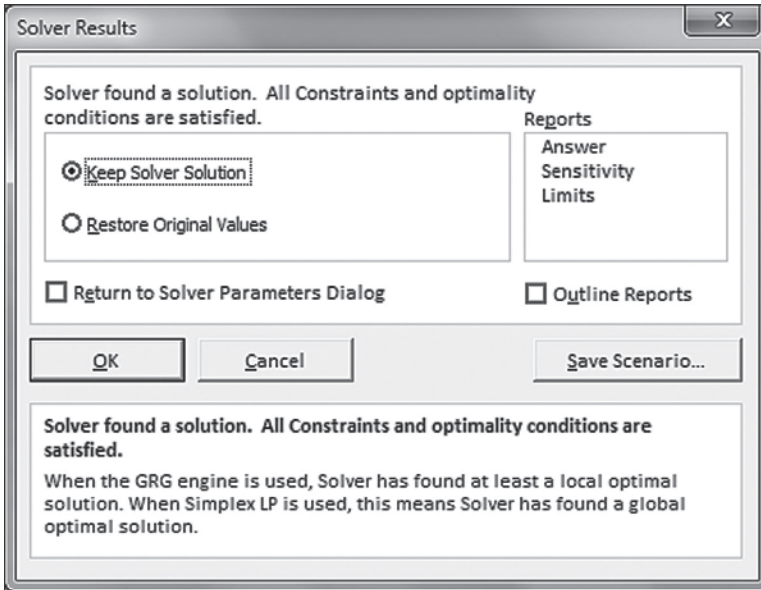 Solver Results
Solver found a solution. All Constraints and optimality
conditions are satisfied.
Reports
Answer
Sensitivity
Limits
Keep Solver Solution
Restore Original Values
Return to Solver Parameters Dialog
Outline Reports
OK
Cancel
Save Scenario...
Solver found a solution. All Constraints and optimality conditions are
satisfied.
When the GRG engine is used, Solver has found at least a local optimal
solution. When Simplex LP is used, this means Solver has found a global
optimal solution.